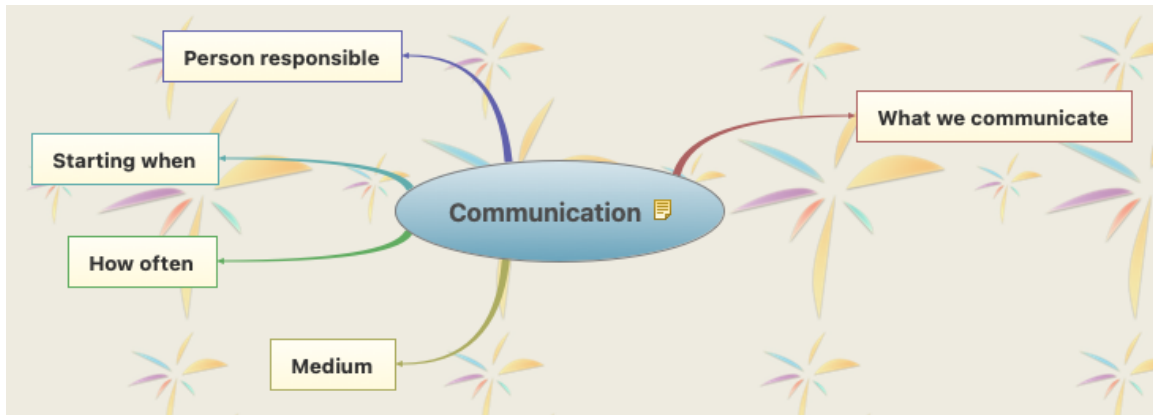 Person responsible
What we communicate
Starting when
Communication
How often
Medium